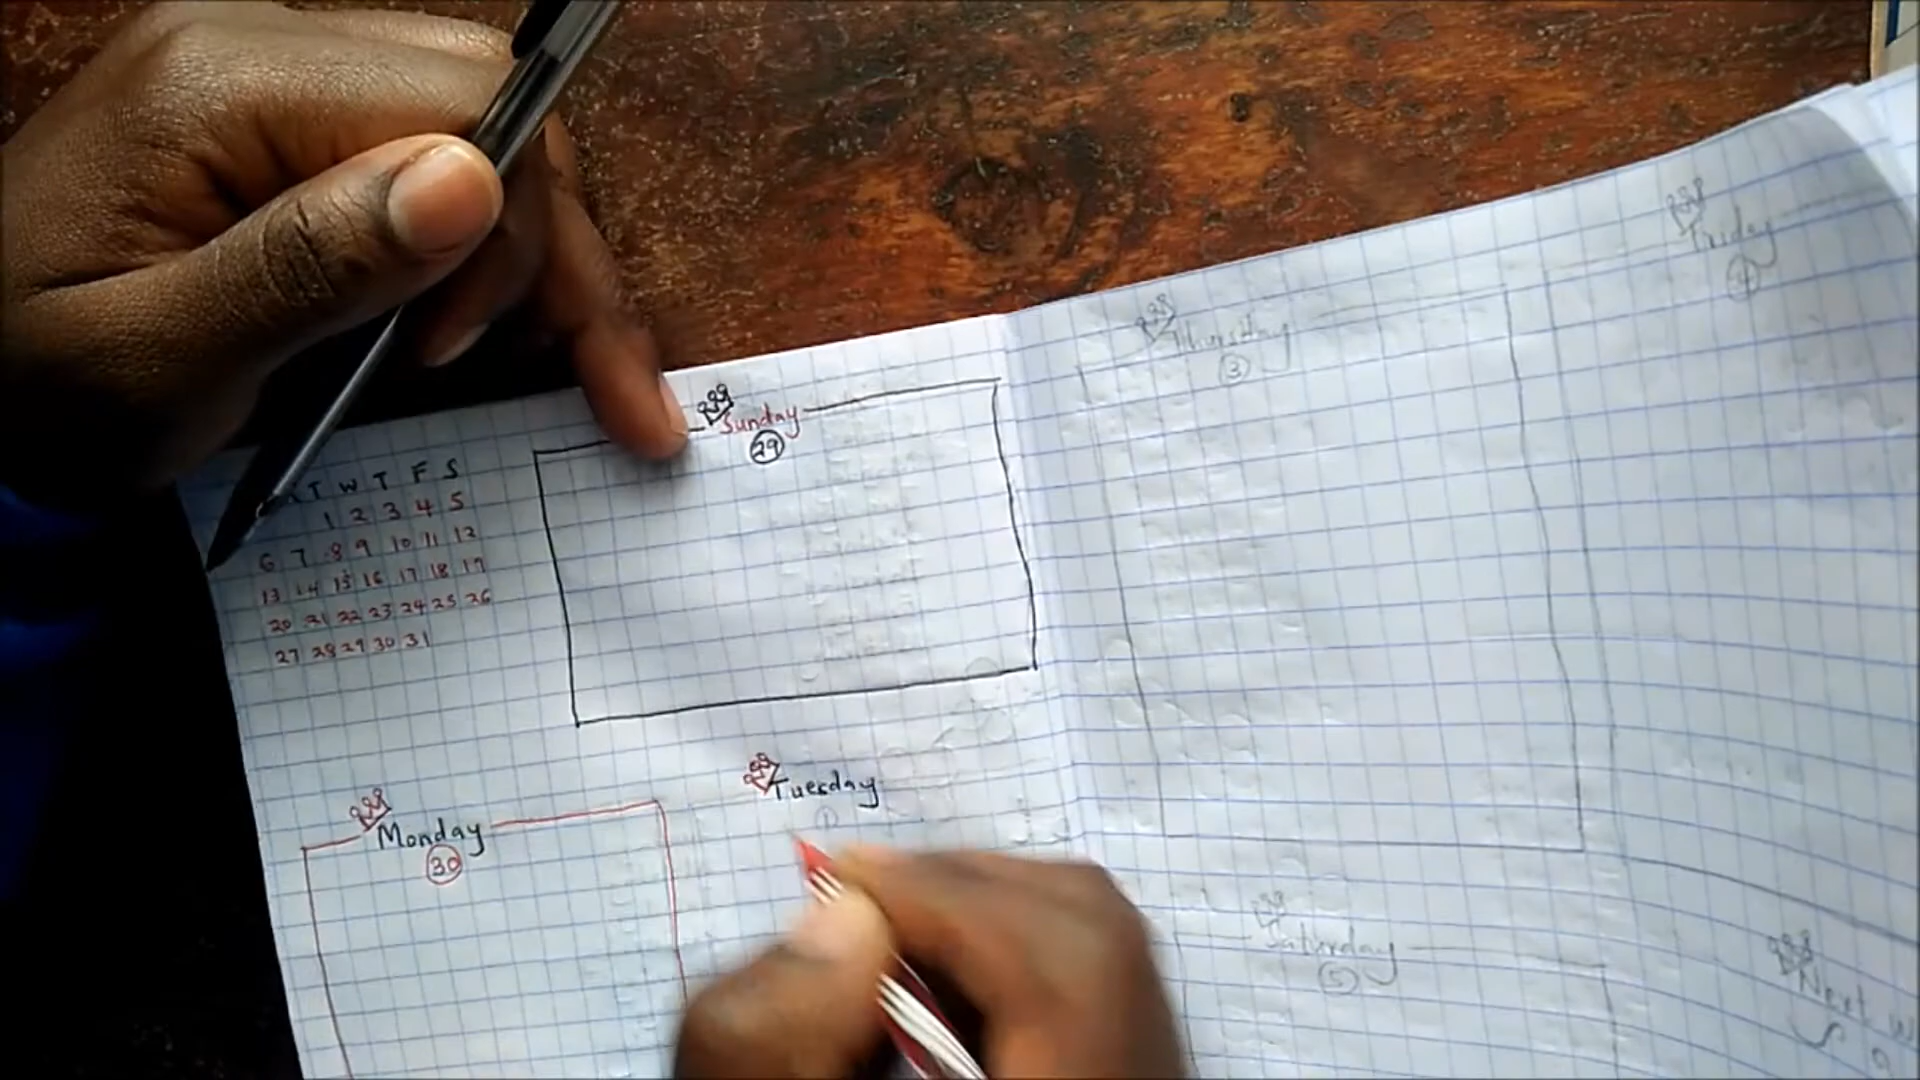 T W T F S
1 2 3 4 5
6 7 8 9 10 11 12
13 14 15 16 17 18 19
20 21 22 23 24 25 26
27 28 29 30 31
Sunday
29
Monday
30
Tuesday
1
Thursday
3
Friday
4
Saturday
5
Next